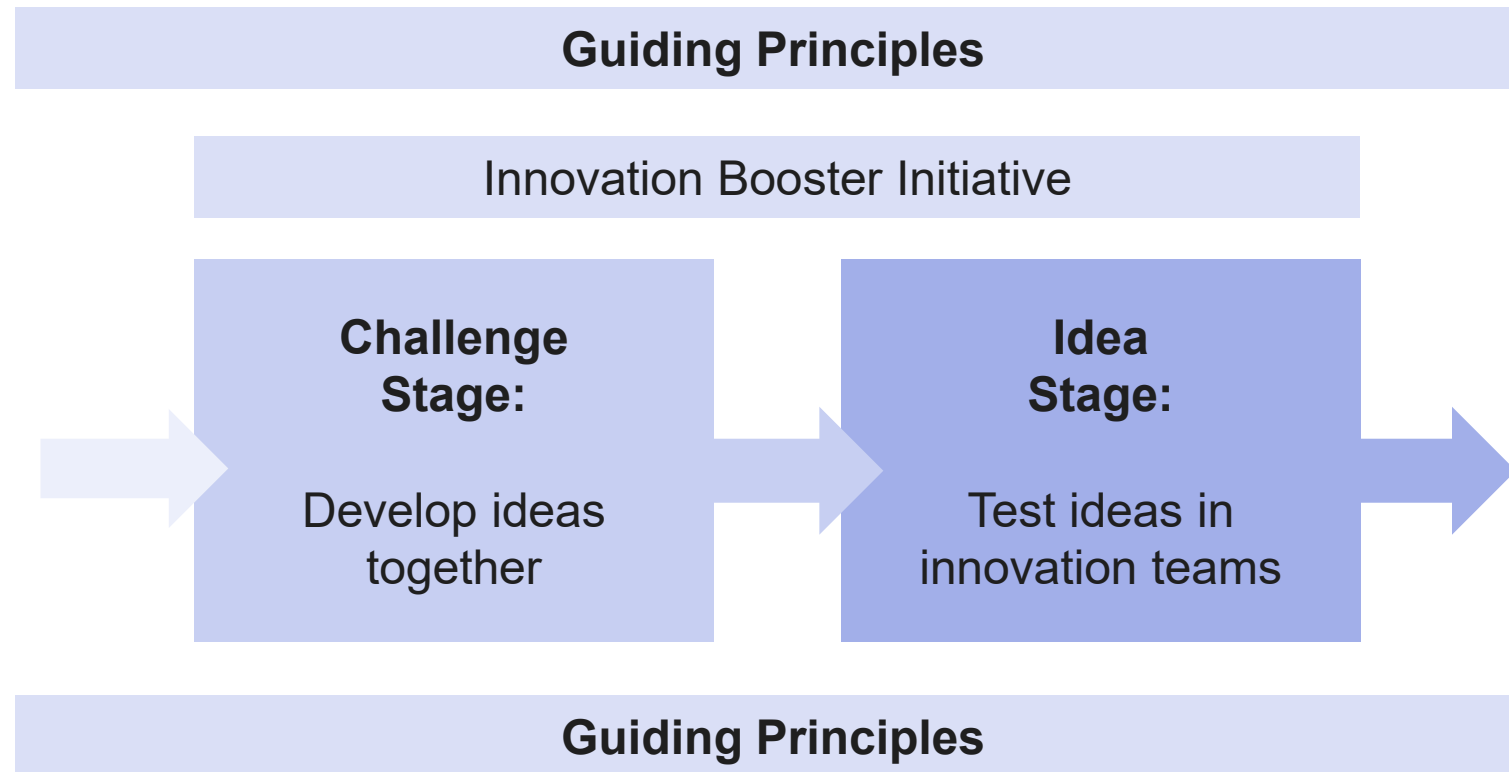 Guiding Principles
Innovation Booster Initiative
Challenge
Stage:
Develop ideas
together
Idea
Stage:
Test ideas in
innovation teams
Guiding Principles